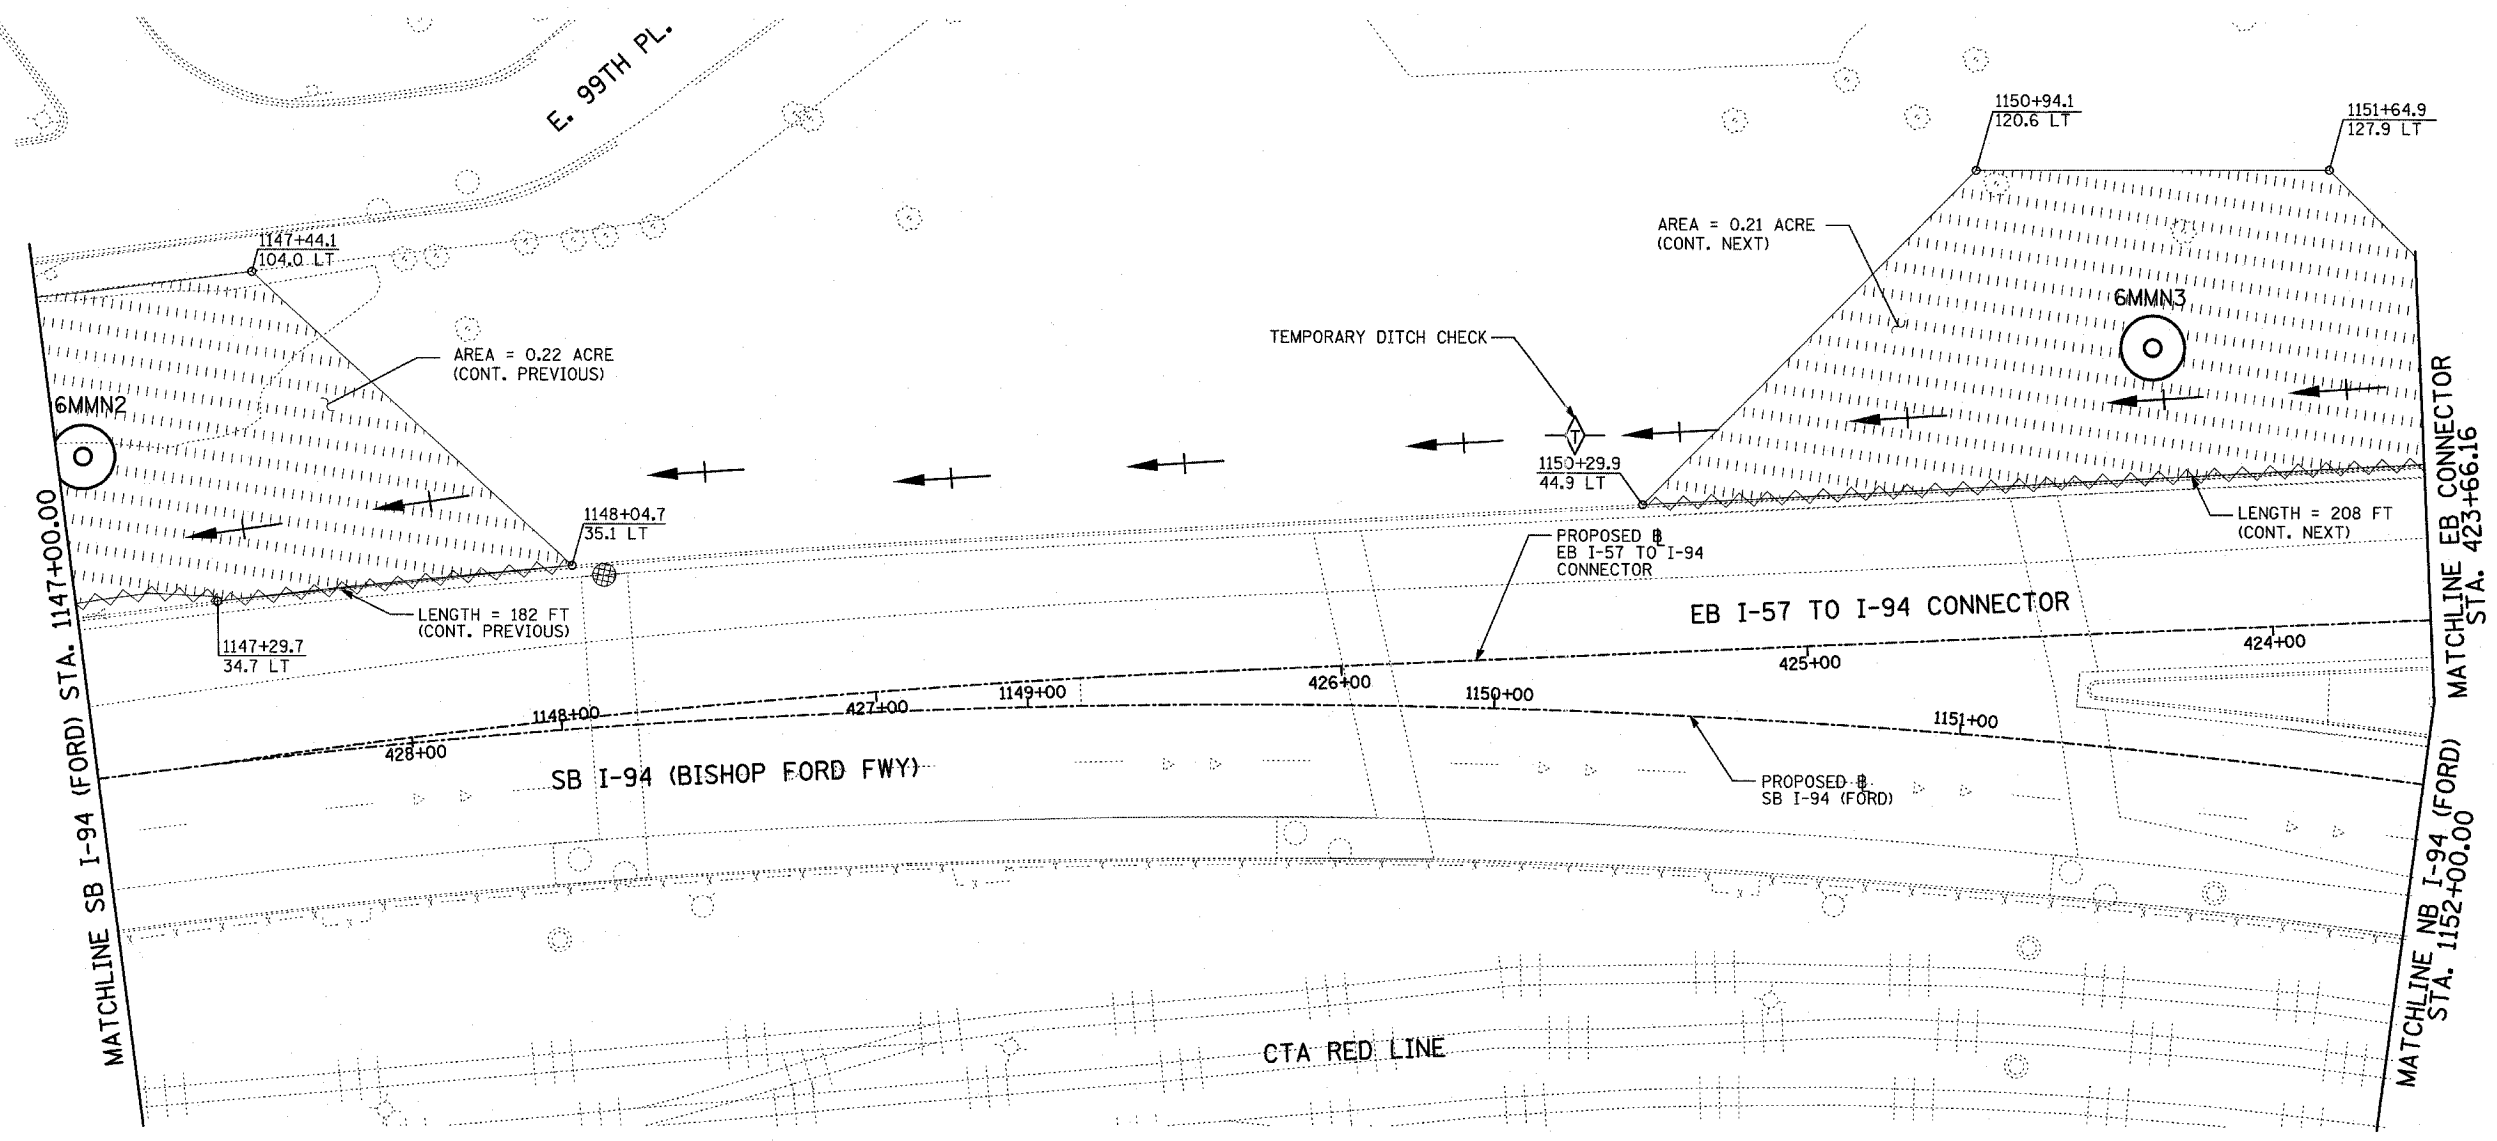 E. 99TH PL.
1150+94.1
120.6 LT
1151+64.9
127.9 LT
1147+44.1
104.0 LT
AREA = 0.21 ACRE
(CONT. NEXT)
6MMN3
TEMPORARY DITCH CHECK
AREA = 0.22 ACRE
(CONT. PREVIOUS)
6MMN2
T
1150+29.9
44.9 LT
1148+04.7
35.1 LT
LENGTH = 208 FT
(CONT. NEXT)
PROPOSED BL
EB I-57 TO I-94
CONNECTOR
EB I-57 TO I-94 CONNECTOR
LENGTH = 182 FT
(CONT. PREVIOUS)
1147+29.7
34.7 LT
424+00
425+00
426+00
427+00
428+00
1148+00
1149+00
1150+00
1151+00
SB I-94 (BISHOP FORD FWY)
PROPOSED BL
SB I-94 (FORD)
CTA RED LINE
MATCHLINE SB I-94 (FORD) STA. 1147+00.00
MATCHLINE EB CONNECTOR
STA. 423+66.16
MATCHLINE NB I-94 (FORD)
STA. 1152+00.00